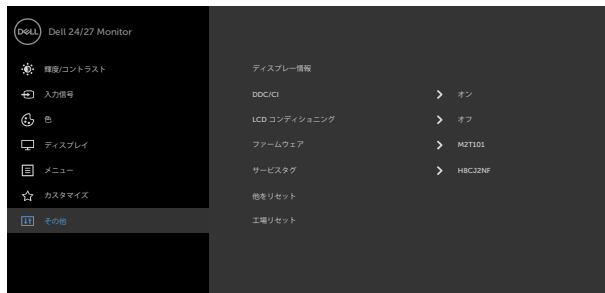 DELL Dell 24/27 Monitor
輝度/コントラスト
ディスプレー情報
入力信号
DDC/CI オン
色
LCD コンディショニング オフ
ディスプレイ
ファームウェア M2T101
メニュー
サービスタグ H8CJ2NF
カスタマイズ
他をリセット
その他
工場リセット